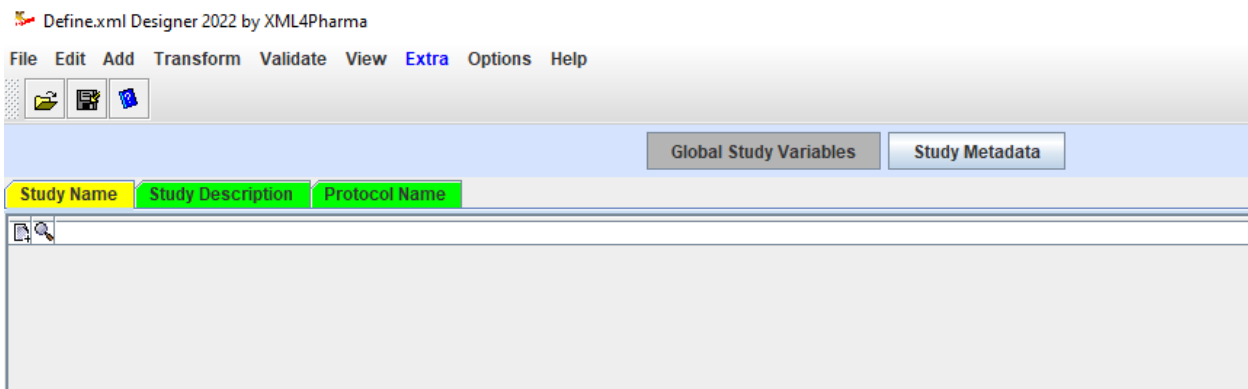 Define.xml Designer 2022 by XML4Pharma
File Edit Add Transform Validate View Extra Options Help
Global Study Variables Study Metadata
Study Name Study Description Protocol Name